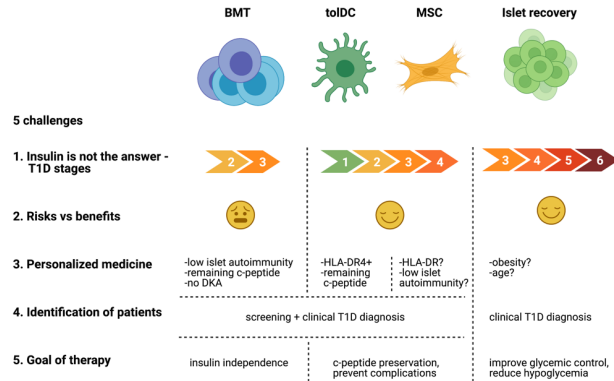 BMT tolDC MSC Islet recovery
5 challenges
1. Insulin is not the answer -
T1D stages
2 3 1 2 3 4 3 4 5 6
2. Risks vs benefits
3. Personalized medicine
-low islet autoimmunity
-remaining c-peptide
-no DKA
-HLA-DR4+
-remaining
c-peptide
-HLA-DR?
-low islet
autoimmunity?
-obesity?
-age?
4. Identification of patients
screening + clinical T1D diagnosis
clinical T1D diagnosis
5. Goal of therapy
insulin independence
c-peptide preservation,
prevent complications
improve glycemic control,
reduce hypoglycemia